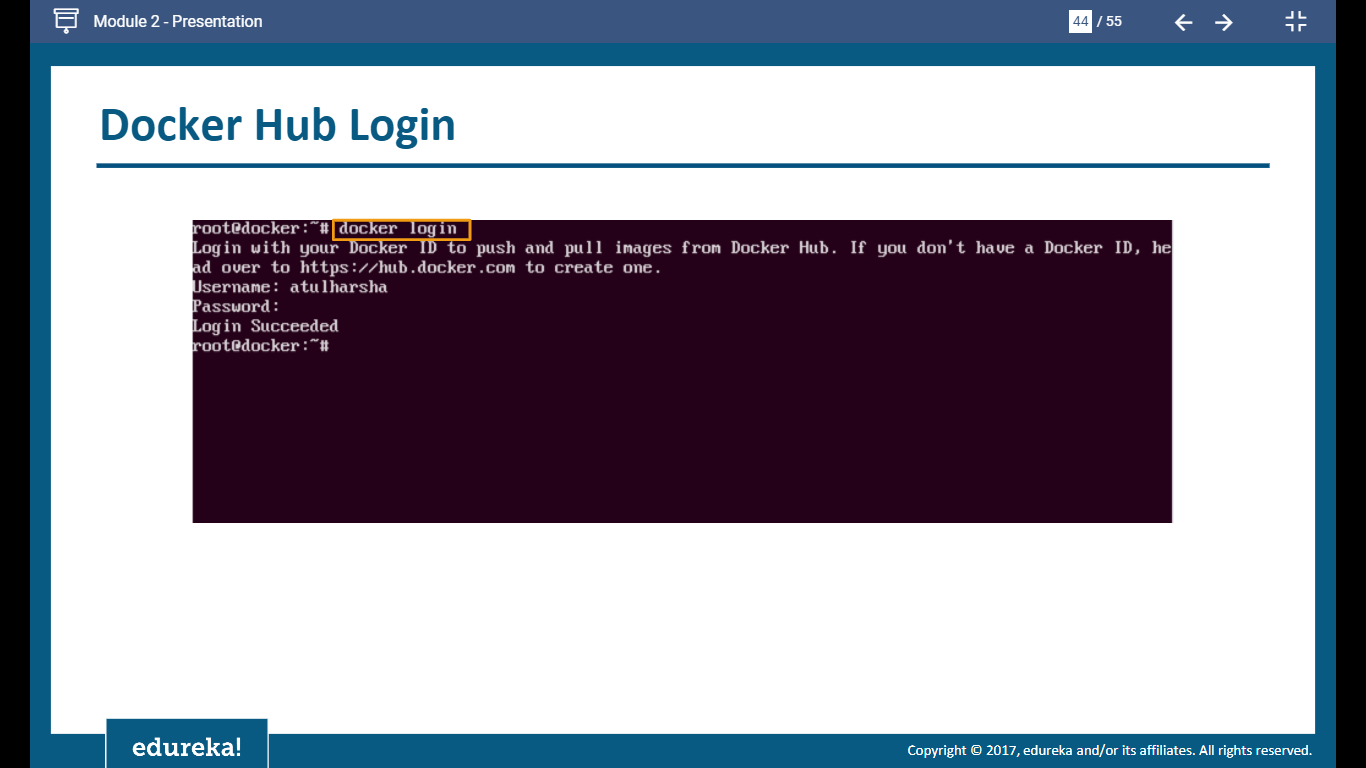 Module 2 - Presentation
44 / 55
Docker Hub Login
root@docker:~# docker login
Login with your Docker ID to push and pull images from Docker Hub. If you don't have a Docker ID, he
ad over to https://hub.docker.com to create one.
Username: atulharsha
Password:
Login Succeeded
root@docker:~#
edureka!
Copyright © 2017, edureka and/or its affiliates. All rights reserved.